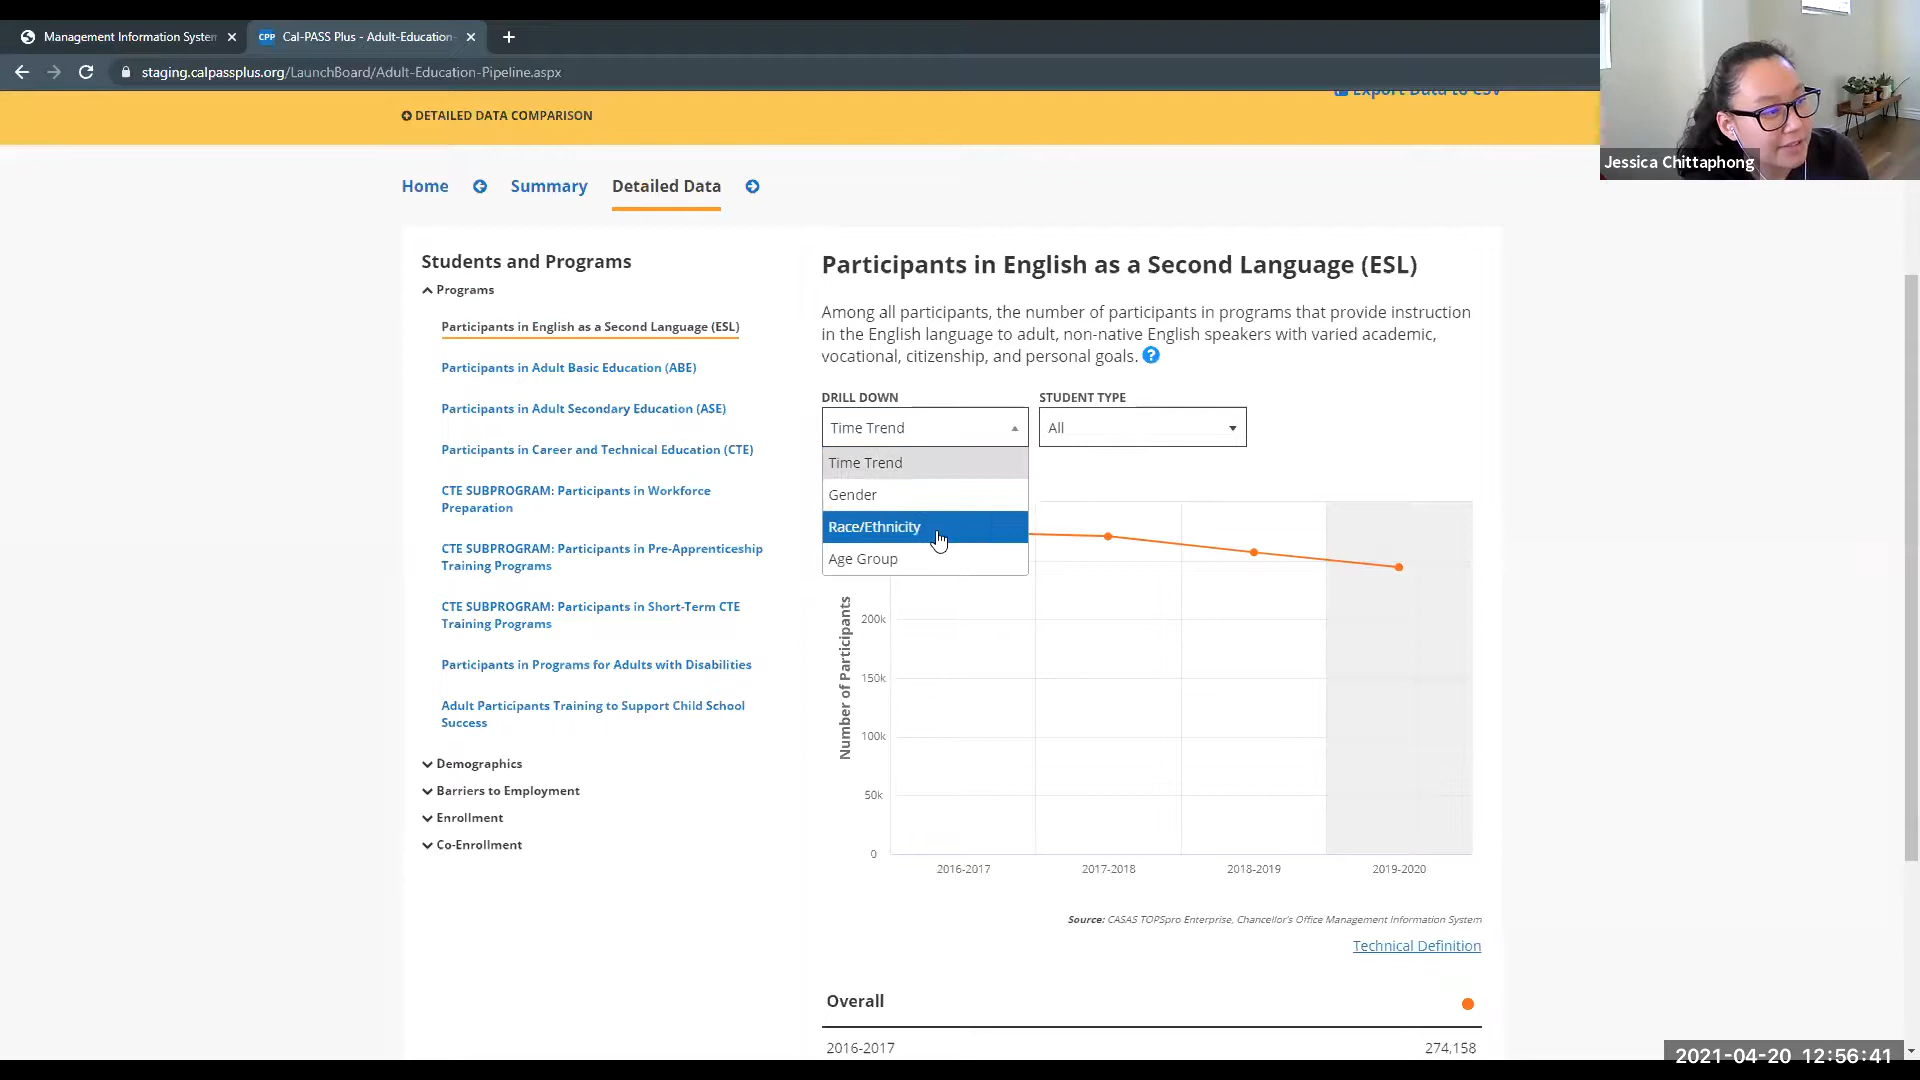 Management Information System
Cal-PASS Plus - Adult-Education-
staging.calpassplus.org/LaunchBoard/Adult-Education-Pipeline.aspx
Export Data to CSV
DETAILED DATA COMPARISON
Jessica Chittaphong
Home
Summary
Detailed Data
Students and Programs
Programs
Participants in English as a Second Language (ESL)
Participants in Adult Basic Education (ABE)
Participants in Adult Secondary Education (ASE)
Participants in Career and Technical Education (CTE)
CTE SUBPROGRAM: Participants in Workforce
Preparation
CTE SUBPROGRAM: Participants in Pre-Apprenticeship
Training Programs
CTE SUBPROGRAM: Participants in Short-Term CTE
Training Programs
Participants in Programs for Adults with Disabilities
Adult Participants Training to Support Child School
Success
Demographics
Barriers to Employment
Enrollment
Co-Enrollment
Participants in English as a Second Language (ESL)
Among all participants, the number of participants in programs that provide instruction
in the English language to adult, non-native English speakers with varied academic,
vocational, citizenship, and personal goals.
DRILL DOWN
STUDENT TYPE
Time Trend
All
Time Trend
Gender
Race/Ethnicity
Age Group
Number of Participants
200k
150k
100k
50k
0
2016-2017
2017-2018
2018-2019
2019-2020
Source: CASAS TOPSpro Enterprise, Chancellor's Office Management Information System
Technical Definition
Overall
2016-2017
274,158
2021-04-20 12:56:41